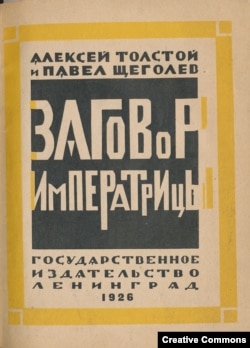 АЛЕКСЕЙ ТОЛСТОЙ
И ПАВЕЛ ЩЕГОЛЕВ
ЗАГОВОР
ИМПЕРАТРИЦЫ
ГОСУДАРСТВЕННОЕ
ИЗДАТЕЛЬСТВО
ЛЕНИНГРАД
1926
Creative Commons